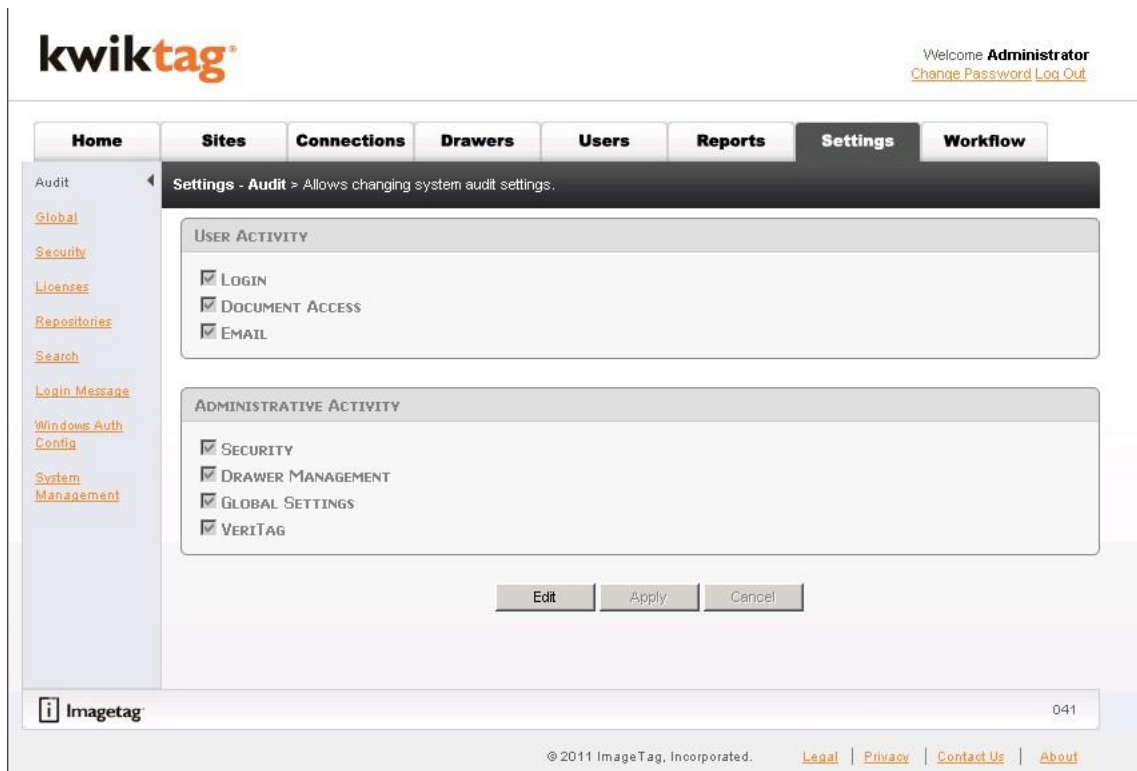 kwiktag®
Welcome Administrator
Change Password Log Out
Home Sites Connections Drawers Users Reports Settings Workflow
Audit
Settings - Audit > Allows changing system audit settings.
Global
Security
Licenses
Repositories
Search
Login Message
Windows Auth
Config
System
Management
USER ACTIVITY
LOGIN
DOCUMENT ACCESS
EMAIL
ADMINISTRATIVE ACTIVITY
SECURITY
DRAWER MANAGEMENT
GLOBAL SETTINGS
VERITAG
Edit Apply Cancel
i Imagetag
041
© 2011 ImageTag, Incorporated. Legal | Privacy | Contact Us | About